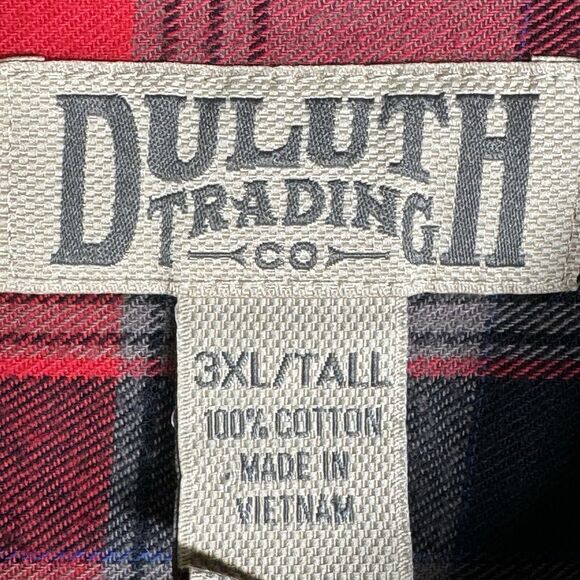 DULUTH
TRADING
CO
3XL/TALL
100% COTTON
MADE IN
VIETNAM